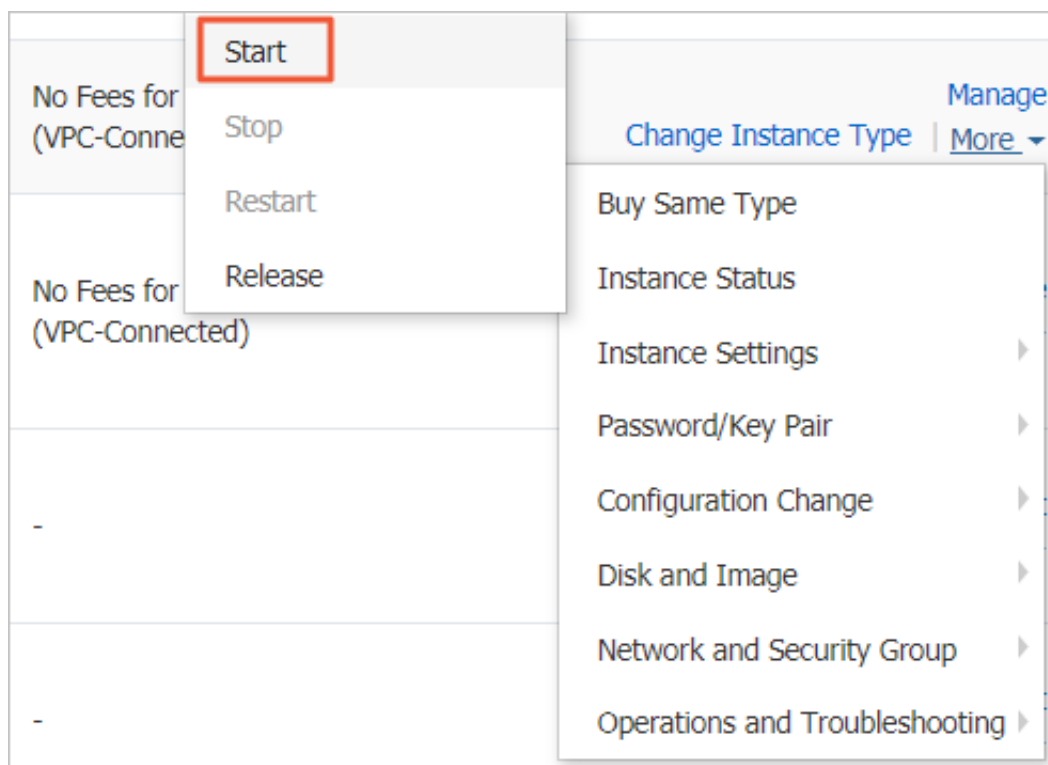 Start
Stop
Restart
Release
No Fees for
(VPC-Conne
Manage
Change Instance Type | More
No Fees for
(VPC-Connected)
-
-
Buy Same Type
Instance Status
Instance Settings
Password/Key Pair
Configuration Change
Disk and Image
Network and Security Group
Operations and Troubleshooting